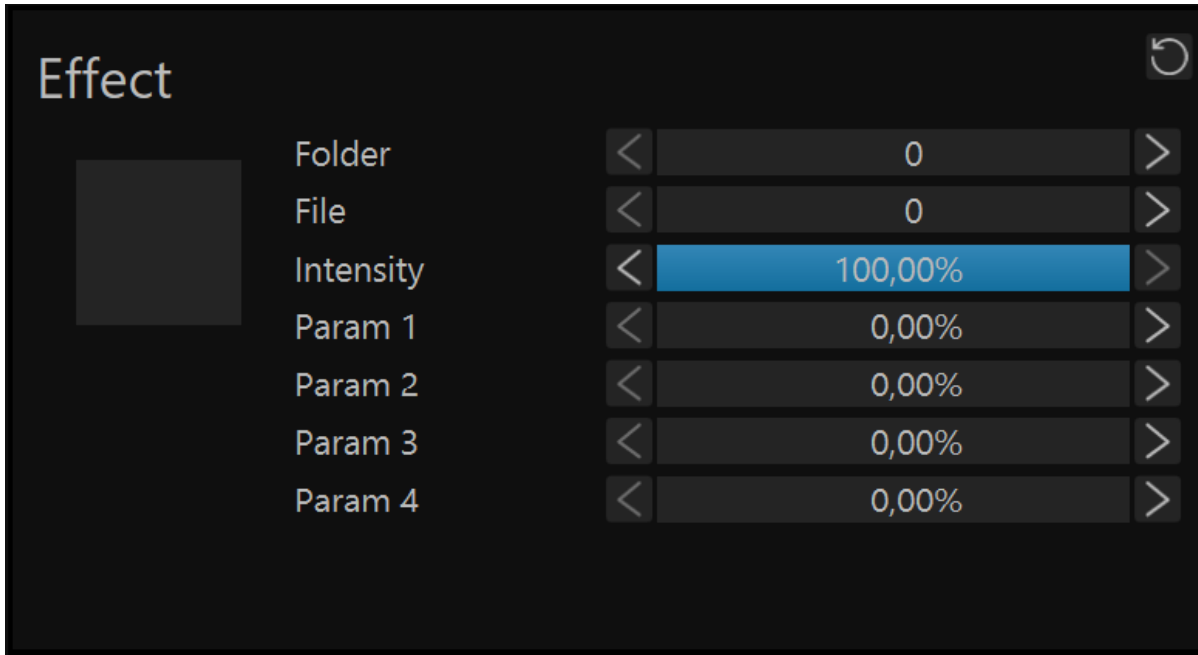 Effect
Folder 0
File 0
Intensity 100,00%
Param 1 0,00%
Param 2 0,00%
Param 3 0,00%
Param 4 0,00%